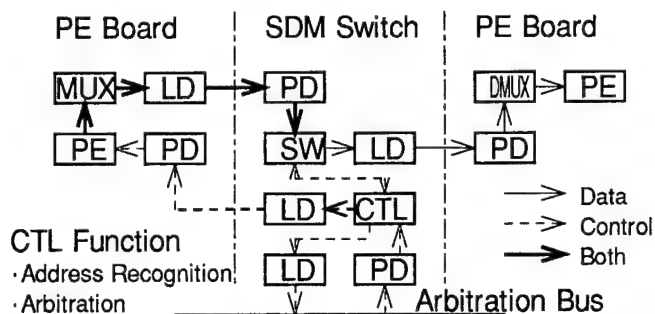 PE Board SDM Switch PE Board
MUX LD PD DMUX PE
PE PD SW LD PD
LD CTL
Data
Control
Both
CTL Function
·Address Recognition
·Arbitration
LD PD
Arbitration Bus